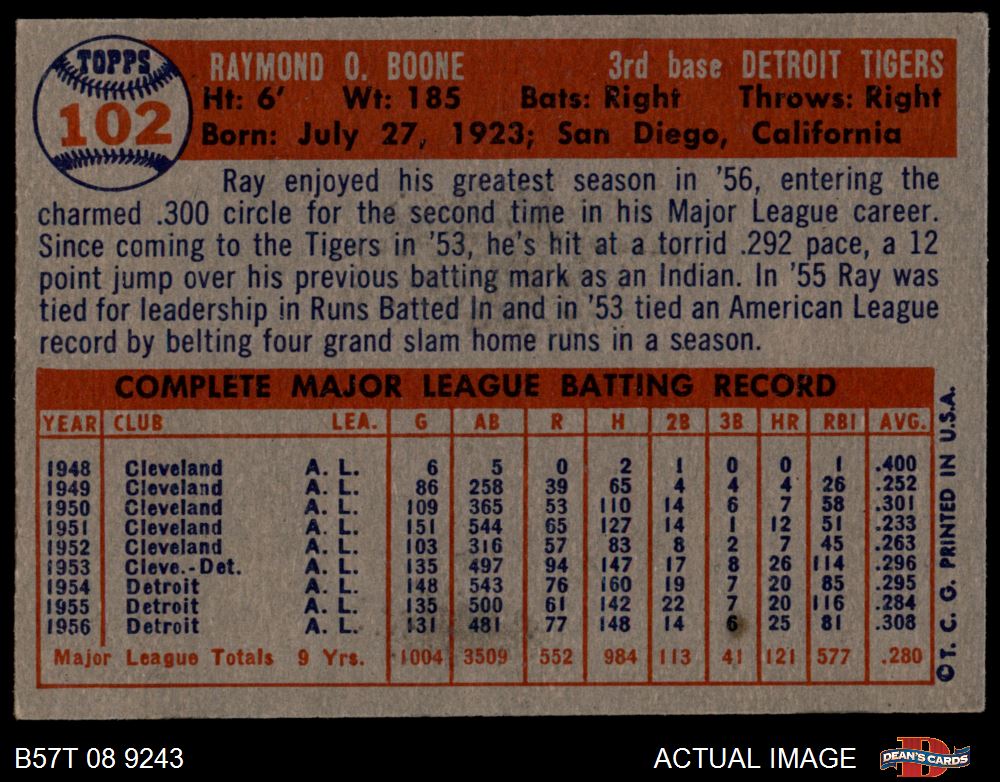 TOPPS
102
RAYMOND O. BOONE 3rd base DETROIT TIGERS
Ht: 6' Wt: 185 Bats: Right Throws: Right
Born: July 27, 1923; San Diego, California
Ray enjoyed his greatest season in '56, entering the
charmed .300 circle for the second time in his Major League career.
Since coming to the Tigers in '53, he's hit at a torrid .292 pace, a 12
point jump over his previous batting mark as an Indian. In '55 Ray was
tied for leadership in Runs Batted In and in '53 tied an American League
record by belting four grand slam home runs in a season.
COMPLETE MAJOR LEAGUE BATTING RECORD
YEAR CLUB LEA. G AB R H 2B 3B HR RBI AVG.
1948 Cleveland A. L. 6 5 0 2 1 0 0 1 .400
1949 Cleveland A. L. 86 258 39 65 4 4 4 26 .252
1950 Cleveland A. L. 109 365 53 110 14 6 7 58 .301
1951 Cleveland A. L. 151 544 65 127 14 1 12 51 .233
1952 Cleveland A. L. 103 316 57 83 8 2 7 45 .263
1953 Cleve.-Det. A. L. 135 497 94 147 17 8 26 114 .296
1954 Detroit A. L. 148 543 76 160 19 7 20 85 .295
1955 Detroit A. L. 135 500 61 142 22 7 20 116 .284
1956 Detroit A. L. 131 481 77 148 14 6 25 81 .308
Major League Totals 9 Yrs. 1004 3509 552 984 113 41 121 577 .280
©T. C. G. PRINTED IN U.S.A.
B57T 08 9243 ACTUAL IMAGE DEAN'S CARDS